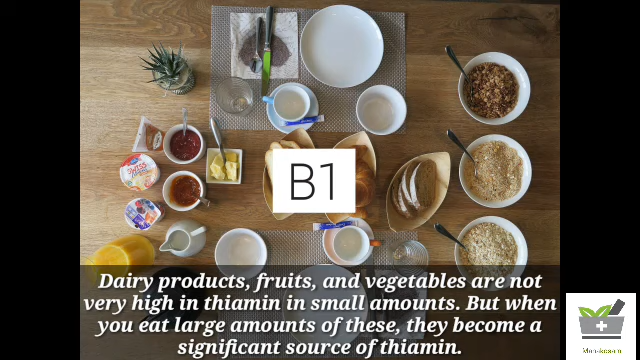 B1
Dairy products, fruits, and vegetables are not
very high in thiamin in small amounts. But when
you eat large amounts of these, they become a
significant source of thiamin.